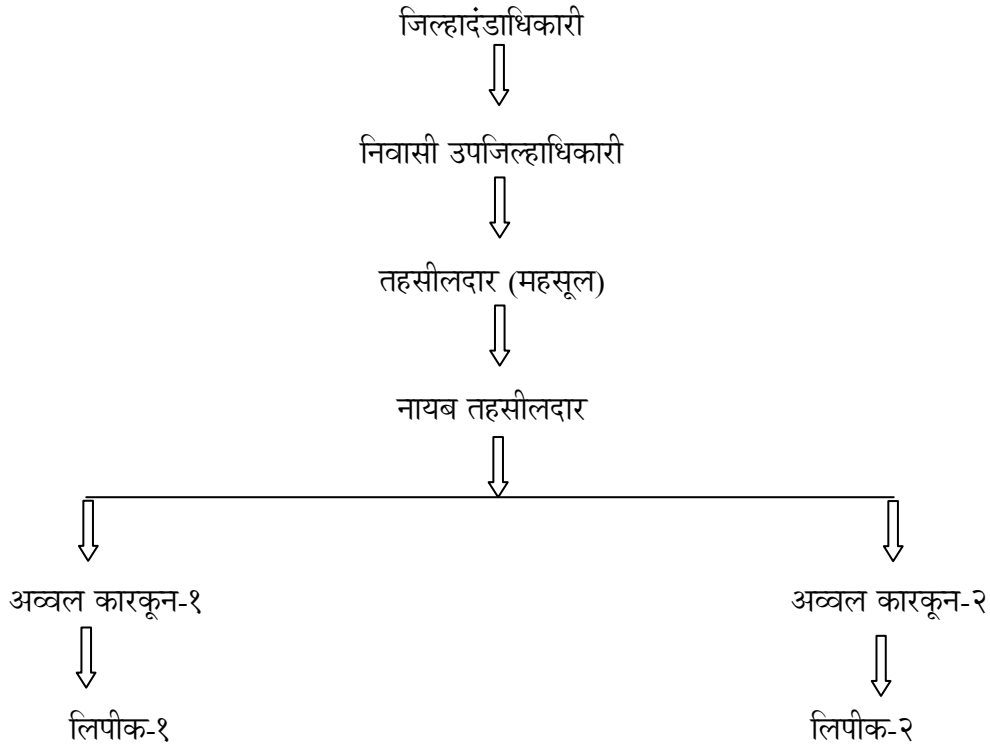 जिल्हादंडाधिकारी
निवासी उपजिल्हाधिकारी
तहसीलदार (महसूल)
नायब तहसीलदार
अव्वल कारकून-१ अव्वल कारकून-२
लिपीक-१ लिपीक-२